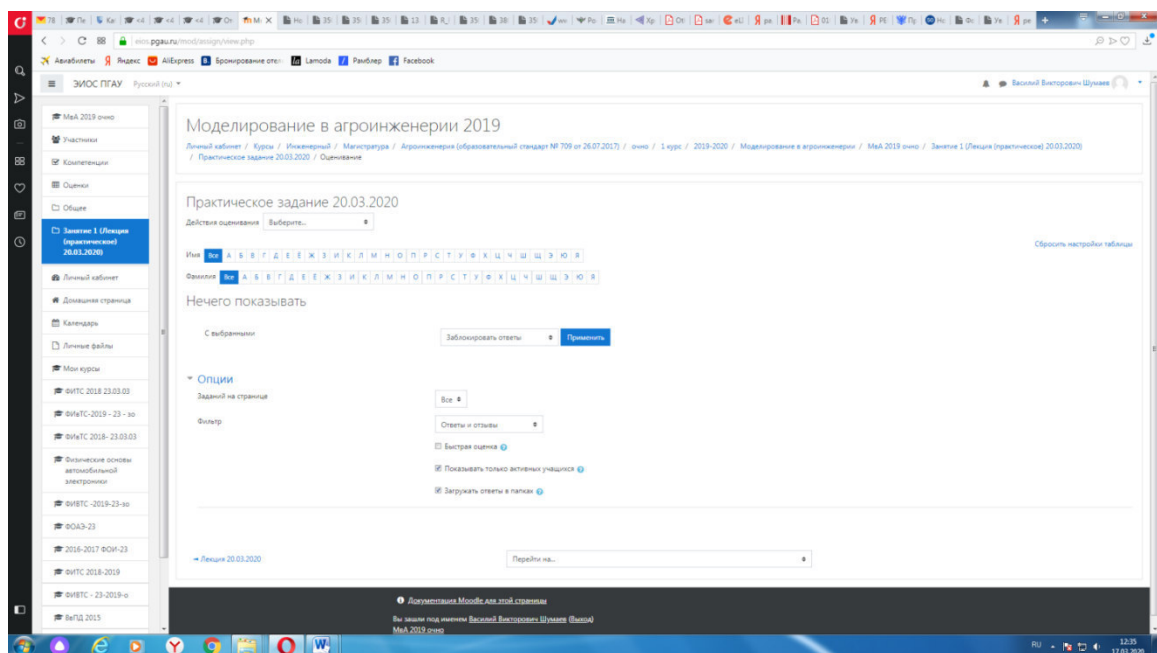 eios.pgau.ru/mod/assign/view.php
Авиабилеты Яндекс AliExpress Бронирование отел Lamoda Рамблер Facebook
ЭИОС ПГАУ Русский (ru)
Василий Викторович Шумаев
МвА 2019 очно
Участники
Компетенции
Оценки
Общее
Занятие 1 (Лекция
(практическое)
20.03.2020)
Личный кабинет
Домашняя страница
Календарь
Личные файлы
Мои курсы
ФИТС 2018 23.03.03
ФИвТС-2019 - 23 - зо
ФИвТС 2018- 23.03.03
Физические основы
автомобильной
электроники
ФИВТС -2019-23-зо
ФОАЭ-23
2016-2017 ФОИ-23
ФИТС 2018-2019
ФИВТС - 23-2019-о
ВеПД 2015
Моделирование в агроинженерии 2019
Личный кабинет / Курсы / Инженерный / Магистратура / Агроинженерия (образовательный стандарт № 709 от 26.07.2017) / очно / 1 курс / 2019-2020 / Моделирование в агроинженерии / МвА 2019 очно / Занятие 1 (Лекция (практическое) 20.03.2020)
/ Практическое задание 20.03.2020 / Оценивание
Практическое задание 20.03.2020
Действия оценивания Выберите...
Сбросить настройки таблицы
Имя Все А Б В Г Д Е Ё Ж З И К Л М Н О П Р С Т У Ф Х Ц Ч Ш Щ Э Ю Я
Фамилия Все А Б В Г Д Е Ё Ж З И К Л М Н О П Р С Т У Ф Х Ц Ч Ш Щ Э Ю Я
Нечего показывать
С выбранными Заблокировать ответы Применить
Опции
Заданий на странице Все
Фильтр Ответы и отзывы
Быстрая оценка
Показывать только активных учащихся
Загружать ответы в папках
Лекция 20.03.2020 Перейти на...
Документация Moodle для этой страницы
Вы зашли под именем Василий Викторович Шумаев (Выход)
МвА 2019 очно
RU 12:35
17.03.2020